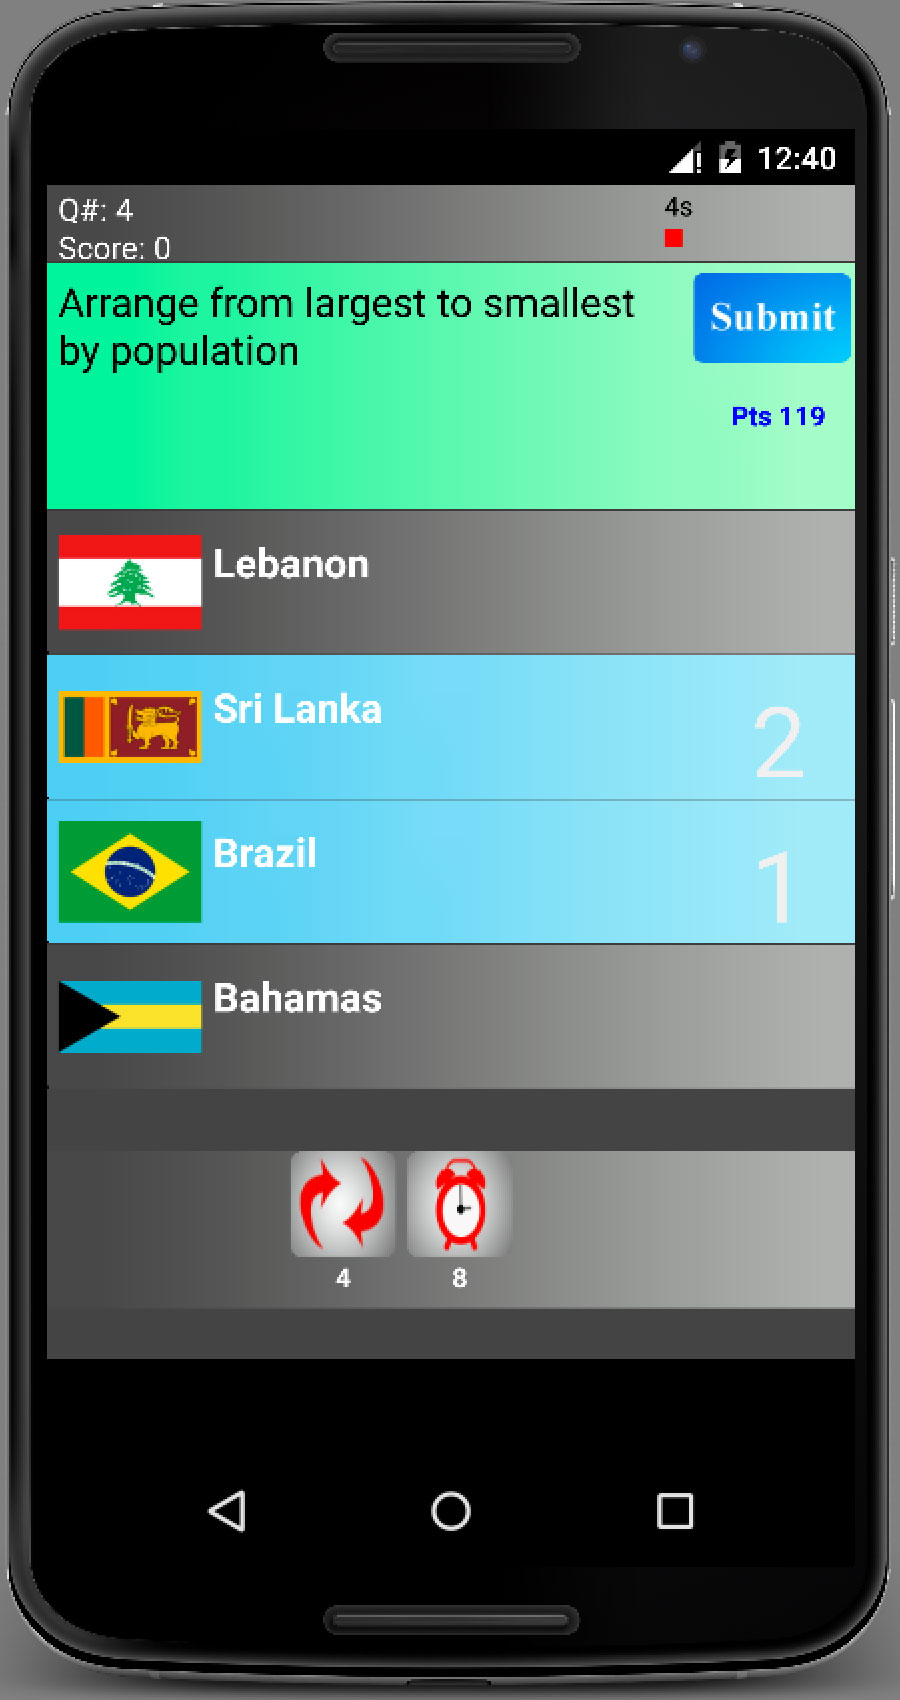 12:40
Q#: 4
4s
Score: 0
Arrange from largest to smallest
by population
Submit
Pts 119
Lebanon
Sri Lanka
2
Brazil
1
Bahamas
4
8